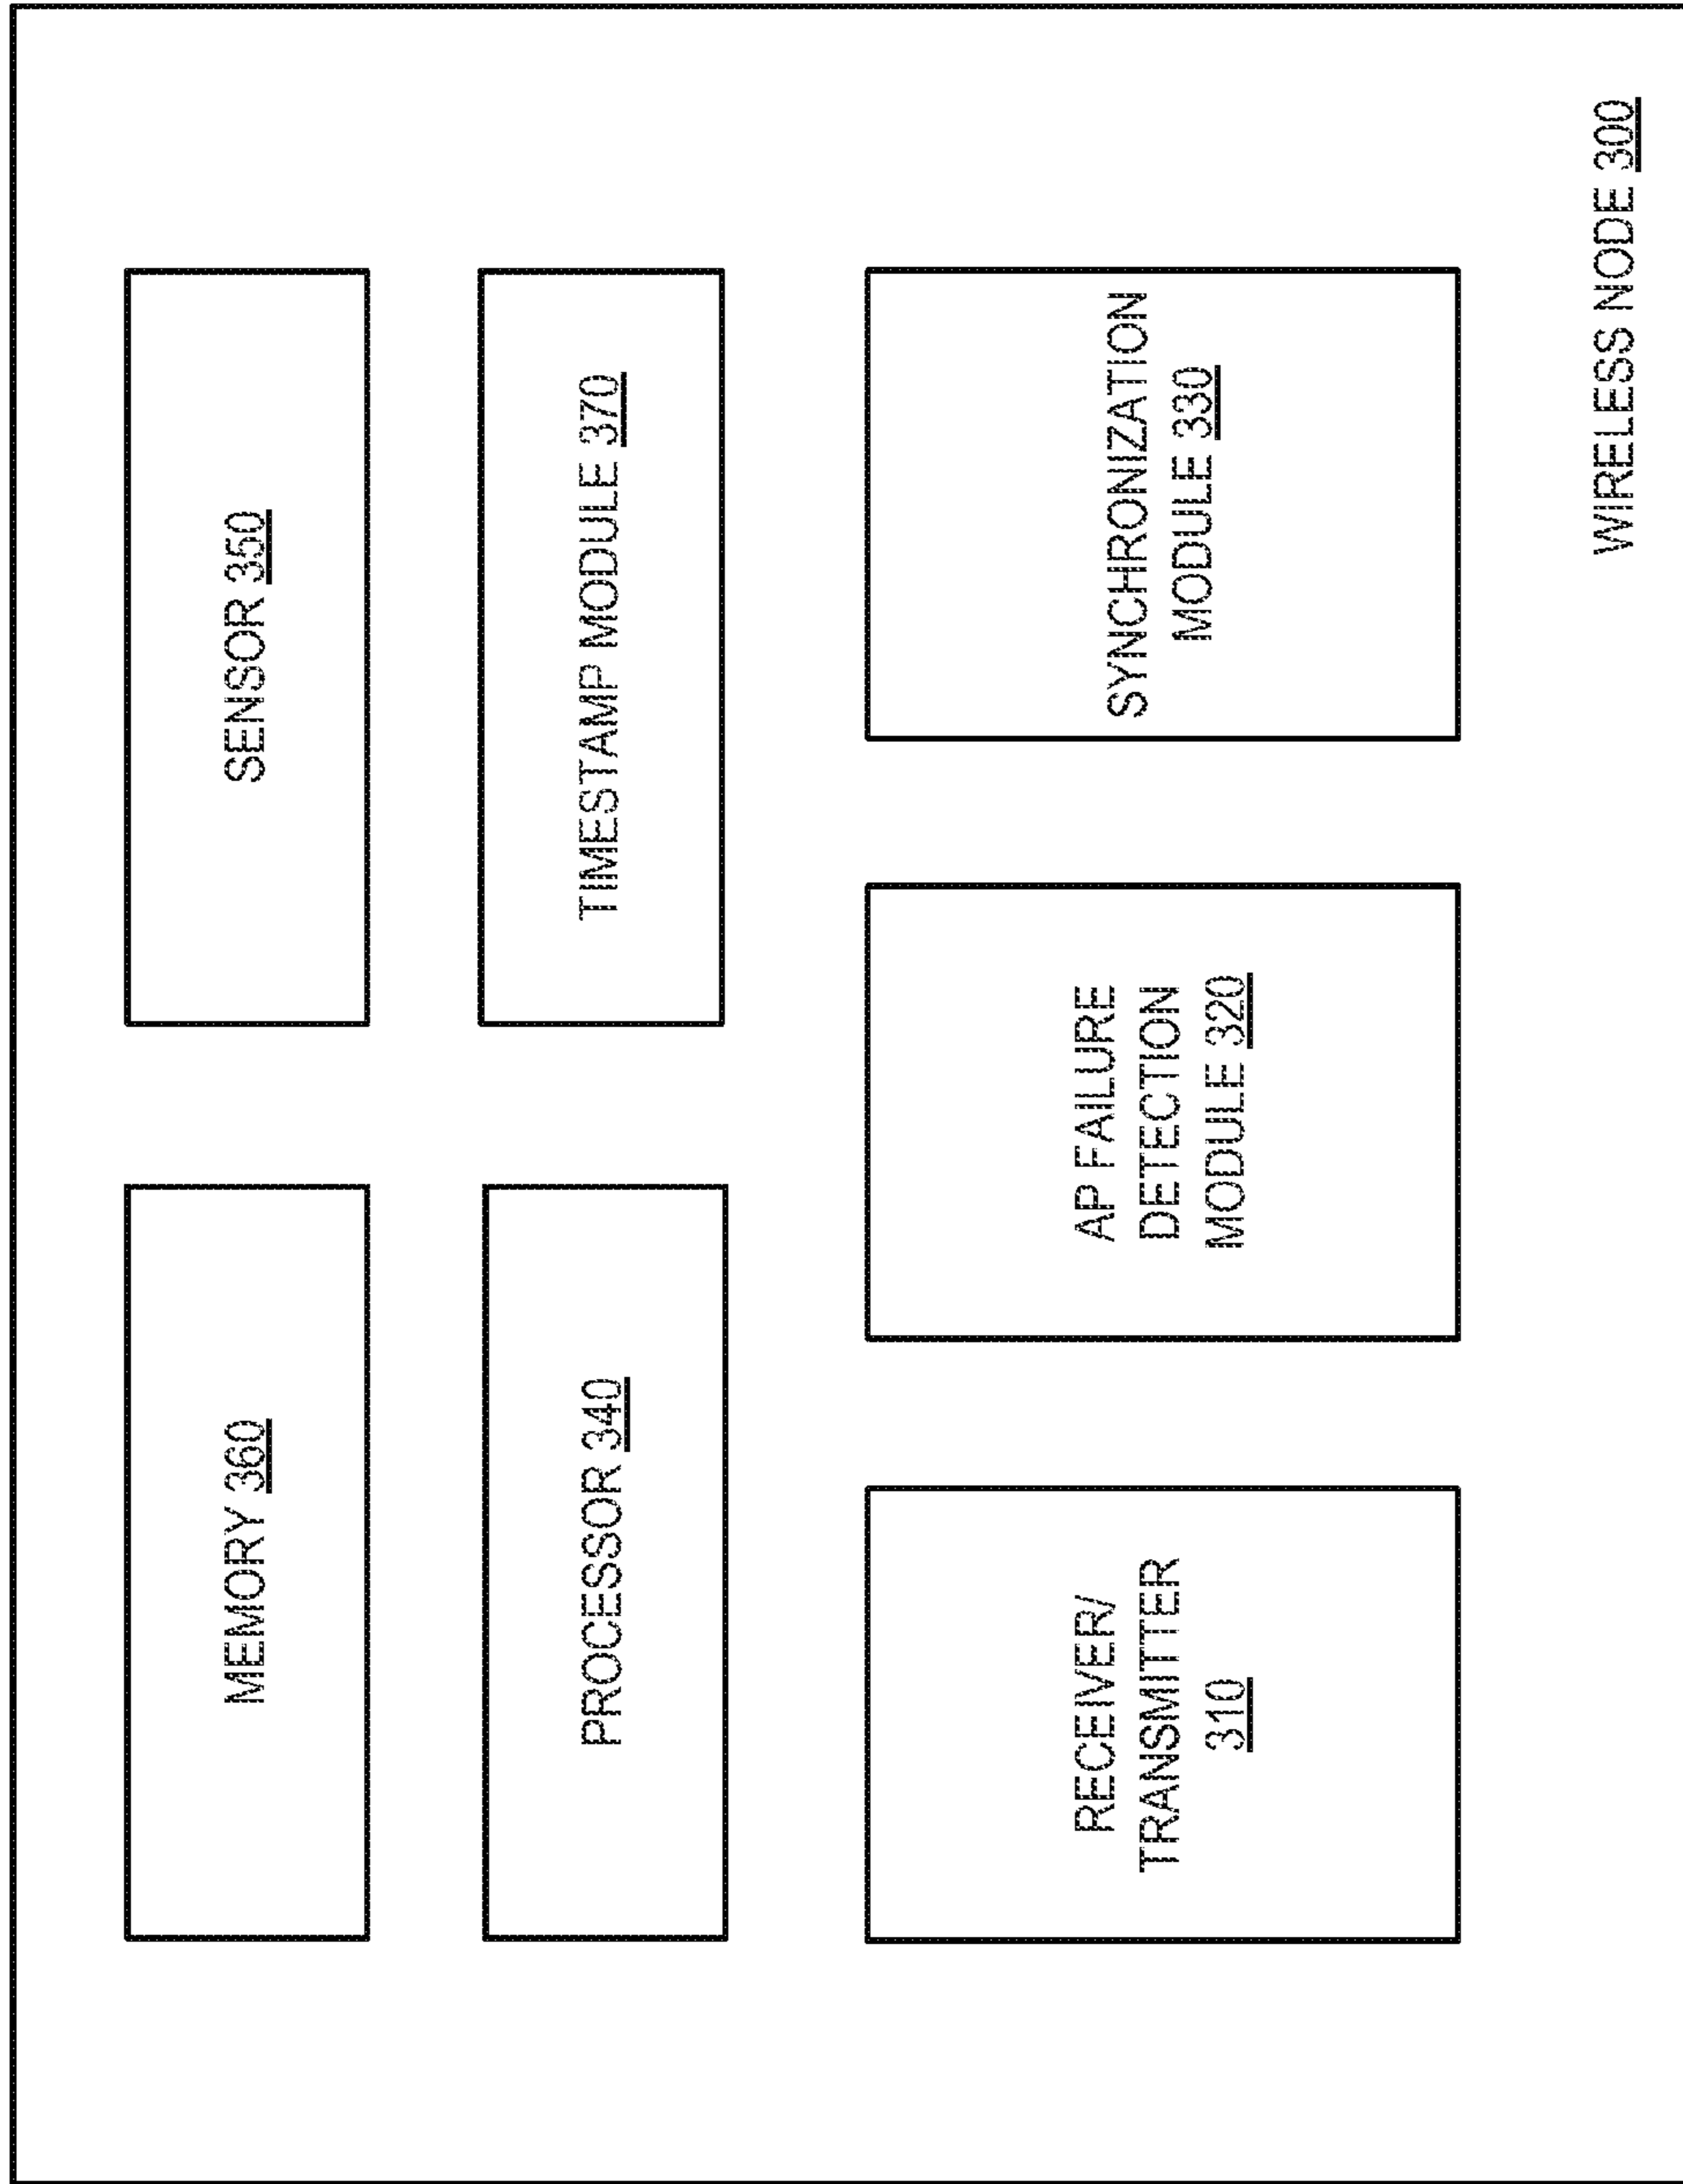 MEMORY 360
SENSOR 350
PROCESSOR 340
TIMESTAMP MODULE 370
RECEIVER/
TRANSMITTER
310
AP FAILURE
DETECTION
MODULE 320
SYNCHRONIZATION
MODULE 330
WIRELESS NODE 300